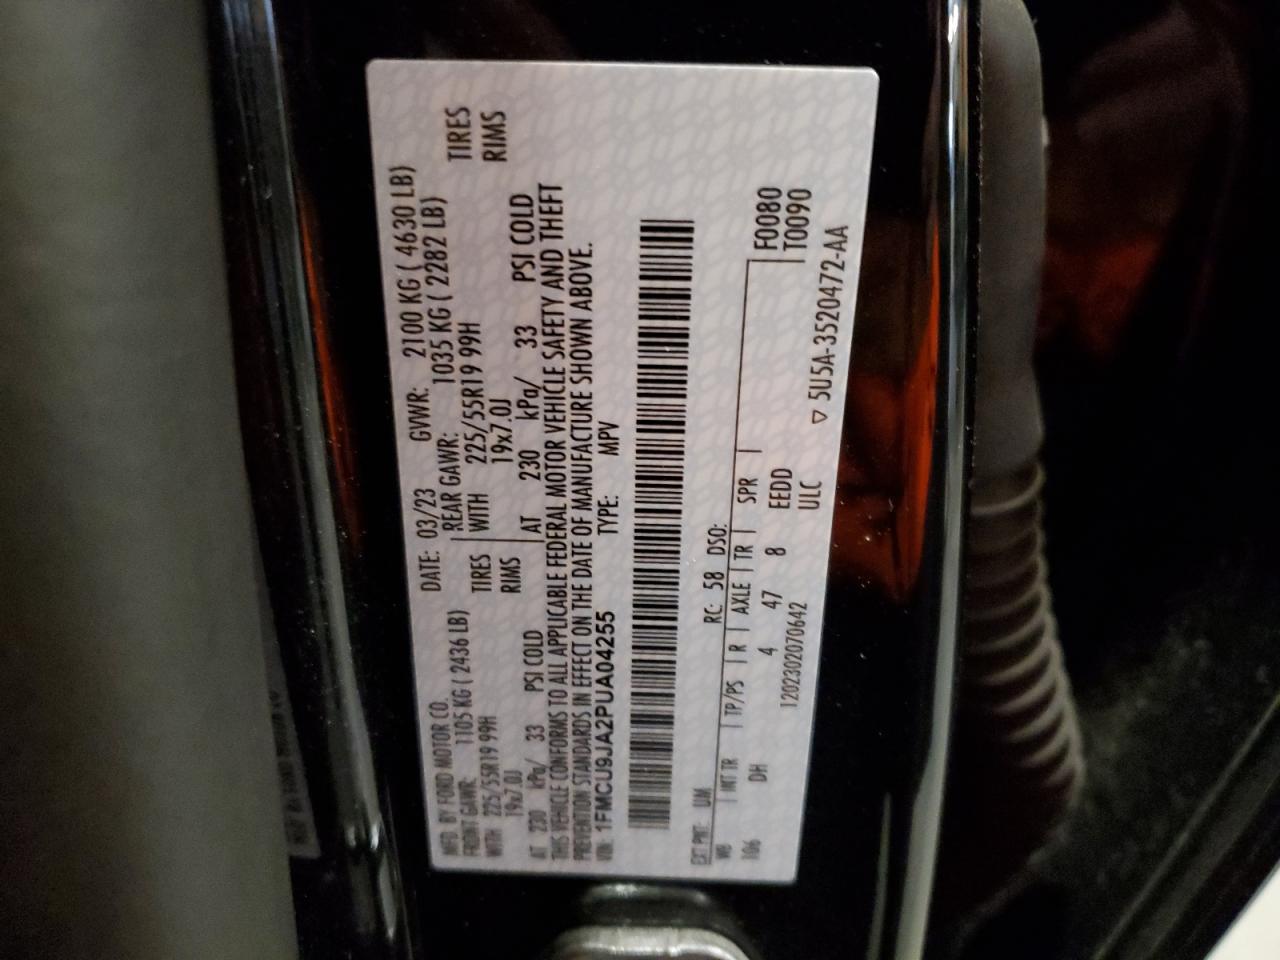 MFD. BY FORD MOTOR CO. DATE: 03/23 GVWR: 2100 KG ( 4630 LB)
FRONT GAWR: 1105 KG ( 2436 LB) REAR GAWR: 1035 KG ( 2282 LB)
WITH 225/55R19 99H TIRES WITH 225/55R19 99H TIRES
19x7.0J RIMS 19x7.0J RIMS
AT 230 kPa/ 33 PSI COLD AT 230 kPa/ 33 PSI COLD
THIS VEHICLE CONFORMS TO ALL APPLICABLE FEDERAL MOTOR VEHICLE SAFETY AND THEFT
PREVENTION STANDARDS IN EFFECT ON THE DATE OF MANUFACTURE SHOWN ABOVE.
VIN: 1FMCU9JA2PUA04255 TYPE: MPV
EXT PNT: UM RC: 58 DSO:
WB INT TR TP/PS R AXLE TR SPR F0080
106 DH 4 47 8 EEDD T0090
1202302070642 ULC
▽ 5U5A-3520472-AA